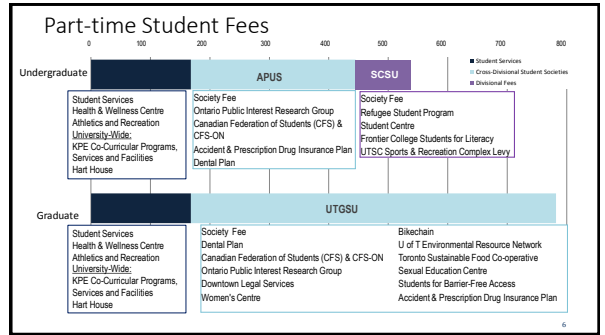 Part-time Student Fees
0 100 200 300 400 500 600 700 800
Student Services
Cross-Divisional Student Societies
Divisional Fees
Undergraduate
APUS
SCSU
Student Services
Health & Wellness Centre
Athletics and Recreation
University-Wide:
KPE Co-Curricular Programs,
Services and Facilities
Hart House
Society Fee
Ontario Public Interest Research Group
Canadian Federation of Students (CFS) &
CFS-ON
Accident & Prescription Drug Insurance Plan
Dental Plan
Society Fee
Refugee Student Program
Student Centre
Frontier College Students for Literacy
UTSC Sports & Recreation Complex Levy
Graduate
UTGSU
Student Services
Health & Wellness Centre
Athletics and Recreation
University-Wide:
KPE Co-Curricular Programs,
Services and Facilities
Hart House
Society Fee
Dental Plan
Canadian Federation of Students (CFS) & CFS-ON
Ontario Public Interest Research Group
Downtown Legal Services
Women's Centre
Bikechain
U of T Environmental Resource Network
Toronto Sustainable Food Co-operative
Sexual Education Centre
Students for Barrier-Free Access
Accident & Prescription Drug Insurance Plan
6